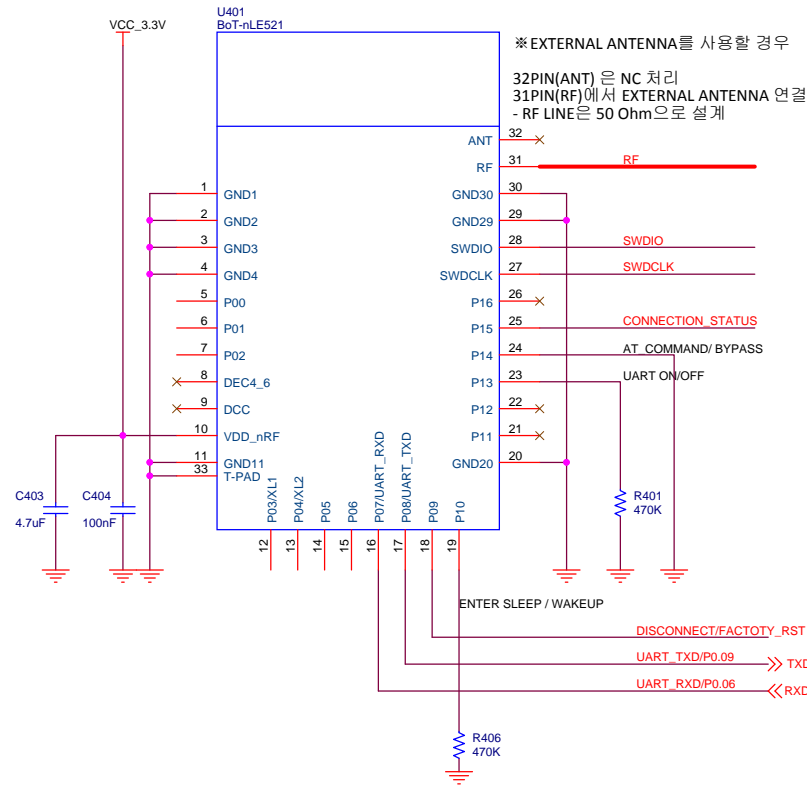 U401
BoT-nLE521
VCC_3.3V
※EXTERNAL ANTENNA를 사용할 경우
32PIN(ANT) 은 NC 처리
31PIN(RF)에서 EXTERNAL ANTENNA 연결
- RF LINE은 50 Ohm으로 설계
ANT 32
RF 31 RF
1 GND1 GND30 30
2 GND2 GND29 29
3 GND3 SWDIO 28 SWDIO
4 GND4 SWDCLK 27 SWDCLK
5 P00 P16 26
6 P01 P15 25 CONNECTION_STATUS
7 P02 P14 24 AT_COMMAND/ BYPASS
8 DEC4_6 P13 23 UART ON/OFF
9 DCC P12 22
10 VDD_nRF P11 21
11 GND11 GND20 20
33 T-PAD
C403
4.7uF
C404
100nF
R401
470K
P03/XL1
P04/XL2
P05
P06
P07/UART_RXD
P08/UART_TXD
P09
P10
12
13
14
15
16
17
18
19
ENTER SLEEP / WAKEUP
DISCONNECT/FACTOTY_RST
UART_TXD/P0.09 TXD
UART_RXD/P0.06 RXD
R406
470K